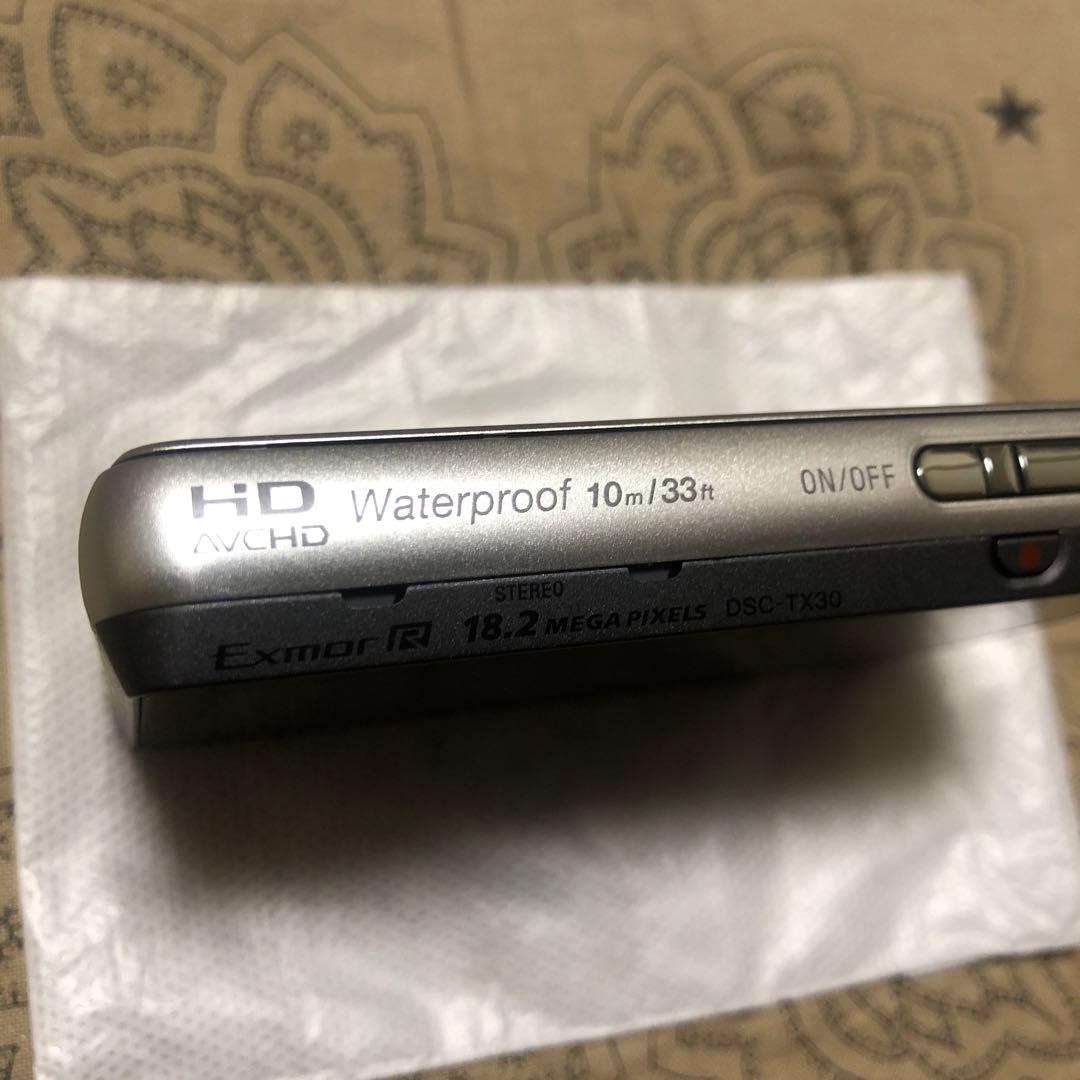 HD Waterproof 10m/33ft ON/OFF
AVCHD
STEREO
Exmor R 18.2 MEGA PIXELS DSC-TX30